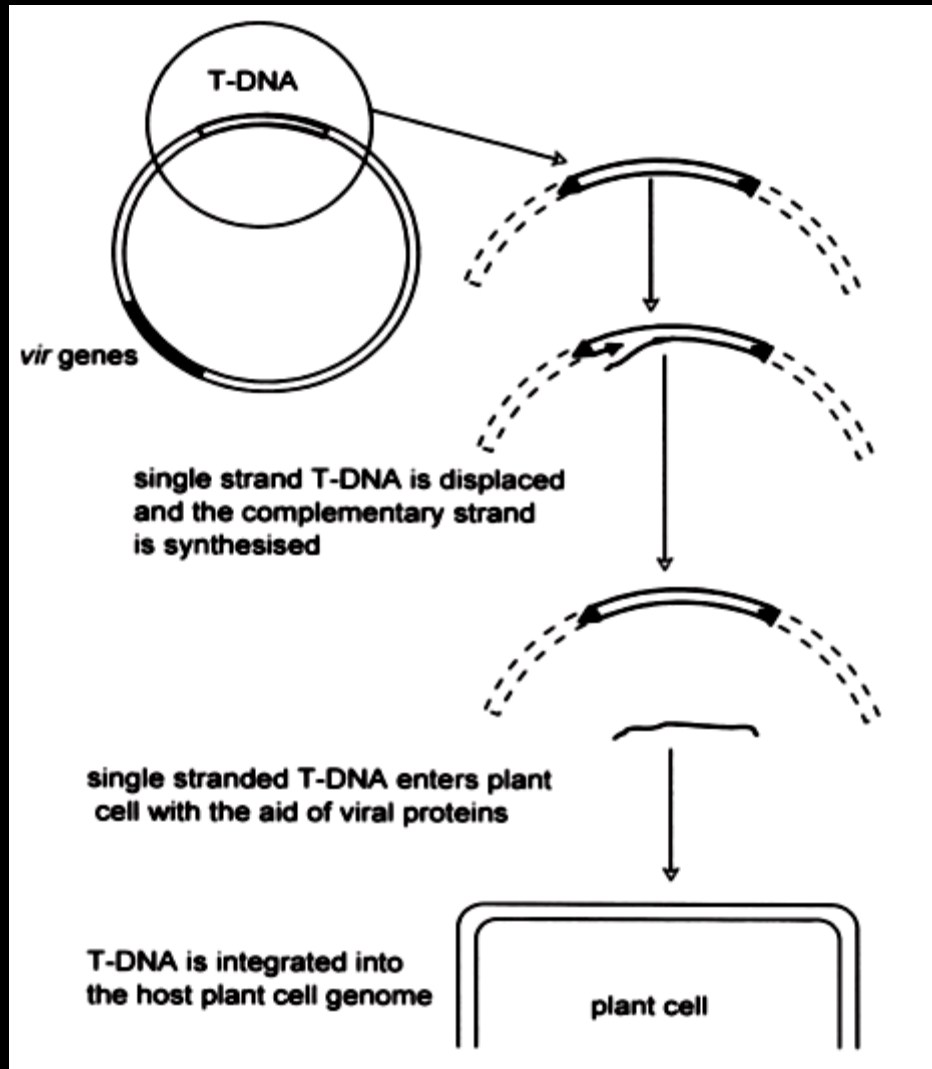 T-DNA
vir genes
single strand T-DNA is displaced
and the complementary strand
is synthesised
single stranded T-DNA enters plant
cell with the aid of viral proteins
T-DNA is integrated into
the host plant cell genome
plant cell